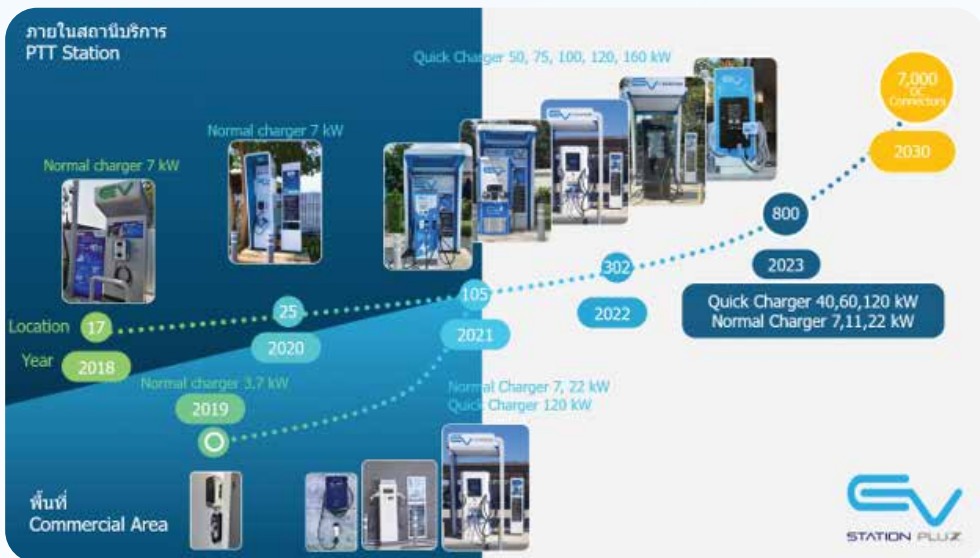 ภายในสถานีบริการ
PTT Station
Quick Charger 50, 75, 100, 120, 160 kW
7,000
DC
Connectors
2030
Normal charger 7 kW
Normal charger 7 kW
800
2023
302
2022
105
2021
25
2020
Location 17
Year 2018
Quick Charger 40,60,120 kW
Normal Charger 7,11,22 kW
Normal charger 3.7 kW
2019
Normal Charger 7, 22 kW
Quick Charger 120 kW
พื้นที่
Commercial Area
EV
STATION PLUZ